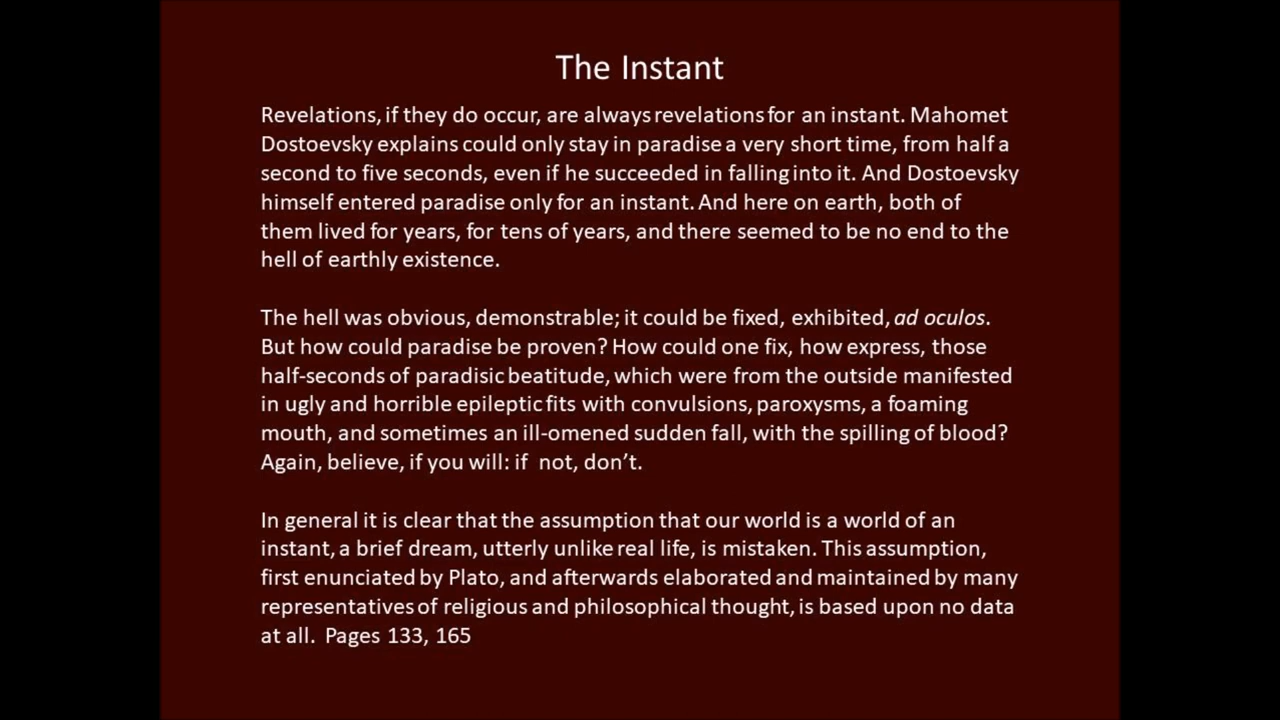 The Instant
Revelations, if they do occur, are always revelations for an instant. Mahomet
Dostoevsky explains could only stay in paradise a very short time, from half a
second to five seconds, even if he succeeded in falling into it. And Dostoevsky
himself entered paradise only for an instant. And here on earth, both of
them lived for years, for tens of years, and there seemed to be no end to the
hell of earthly existence.
The hell was obvious, demonstrable; it could be fixed, exhibited, ad oculos.
But how could paradise be proven? How could one fix, how express, those
half-seconds of paradisic beatitude, which were from the outside manifested
in ugly and horrible epileptic fits with convulsions, paroxysms, a foaming
mouth, and sometimes an ill-omened sudden fall, with the spilling of blood?
Again, believe, if you will: if not, don't.
In general it is clear that the assumption that our world is a world of an
instant, a brief dream, utterly unlike real life, is mistaken. This assumption,
first enunciated by Plato, and afterwards elaborated and maintained by many
representatives of religious and philosophical thought, is based upon no data
at all. Pages 133, 165